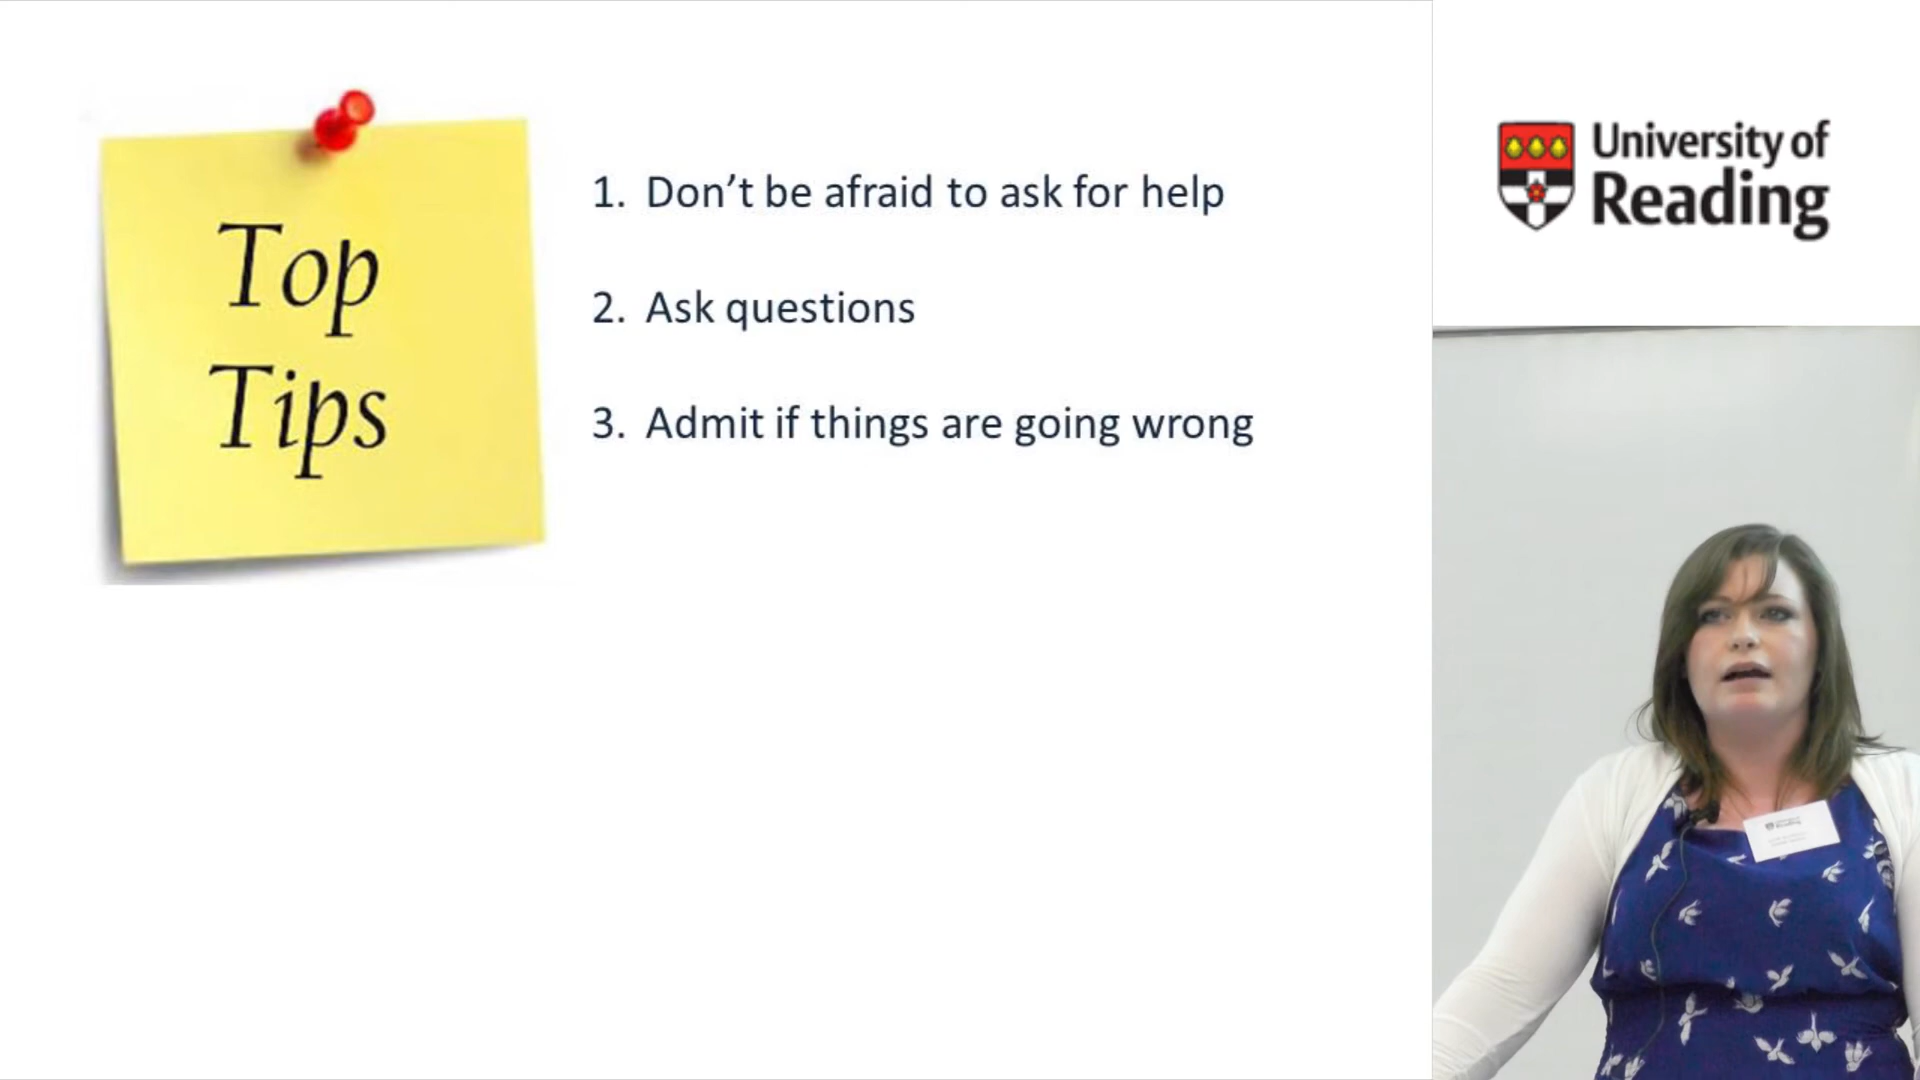 Top
Tips
1. Don’t be afraid to ask for help
2. Ask questions
3. Admit if things are going wrong
University of
Reading